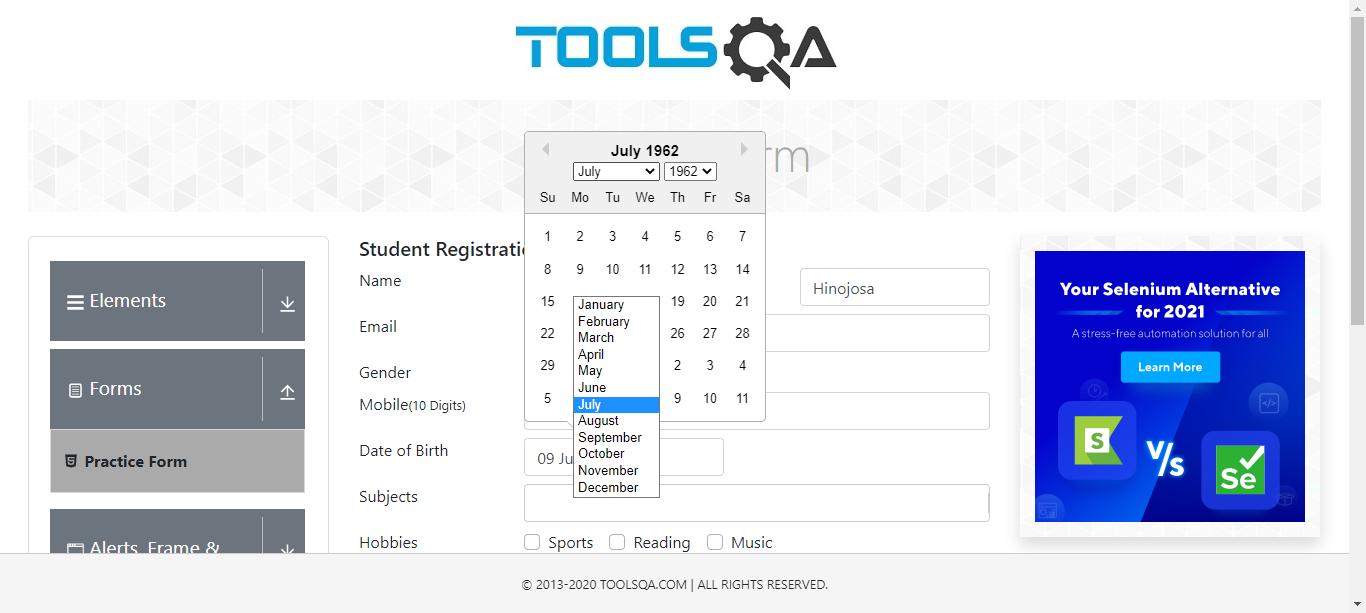 TOOLSQA
rm
July 1962
July 1962
Su Mo Tu We Th Fr Sa
1 2 3 4 5 6 7
8 9 10 11 12 13 14
15 19 20 21
22 26 27 28
29 2 3 4
5 9 10 11
January
February
March
April
May
June
July
August
September
October
November
December
Elements
Forms
Practice Form
Alerts, Frame &
Student Registrati
Name
Hinojosa
Email
Gender
Mobile(10 Digits)
Date of Birth
09 Ju
Subjects
Hobbies
Sports Reading Music
Your Selenium Alternative
for 2021
A stress-free automation solution for all
Learn More
S
V/s
Se
© 2013-2020 TOOLSQA.COM | ALL RIGHTS RESERVED.